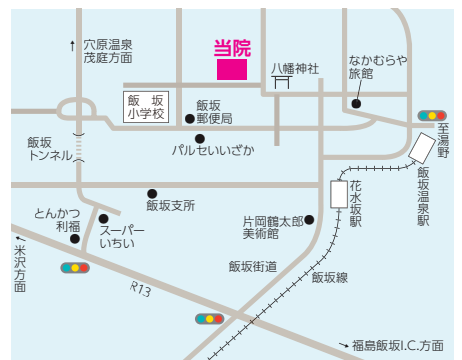 ↑
穴原温泉
茂庭方面
当院
八幡神社
なかむらや
旅館
飯 坂
小学校
飯坂
郵便局
至湯野
飯坂
トンネル
パルセいいざか
飯坂温泉駅
花水坂駅
飯坂支所
とんかつ
利福
スーパー
いちい
片岡鶴太郎
美術館
←
米沢方面
飯坂街道
飯坂線
R13
→福島飯坂I.C.方面